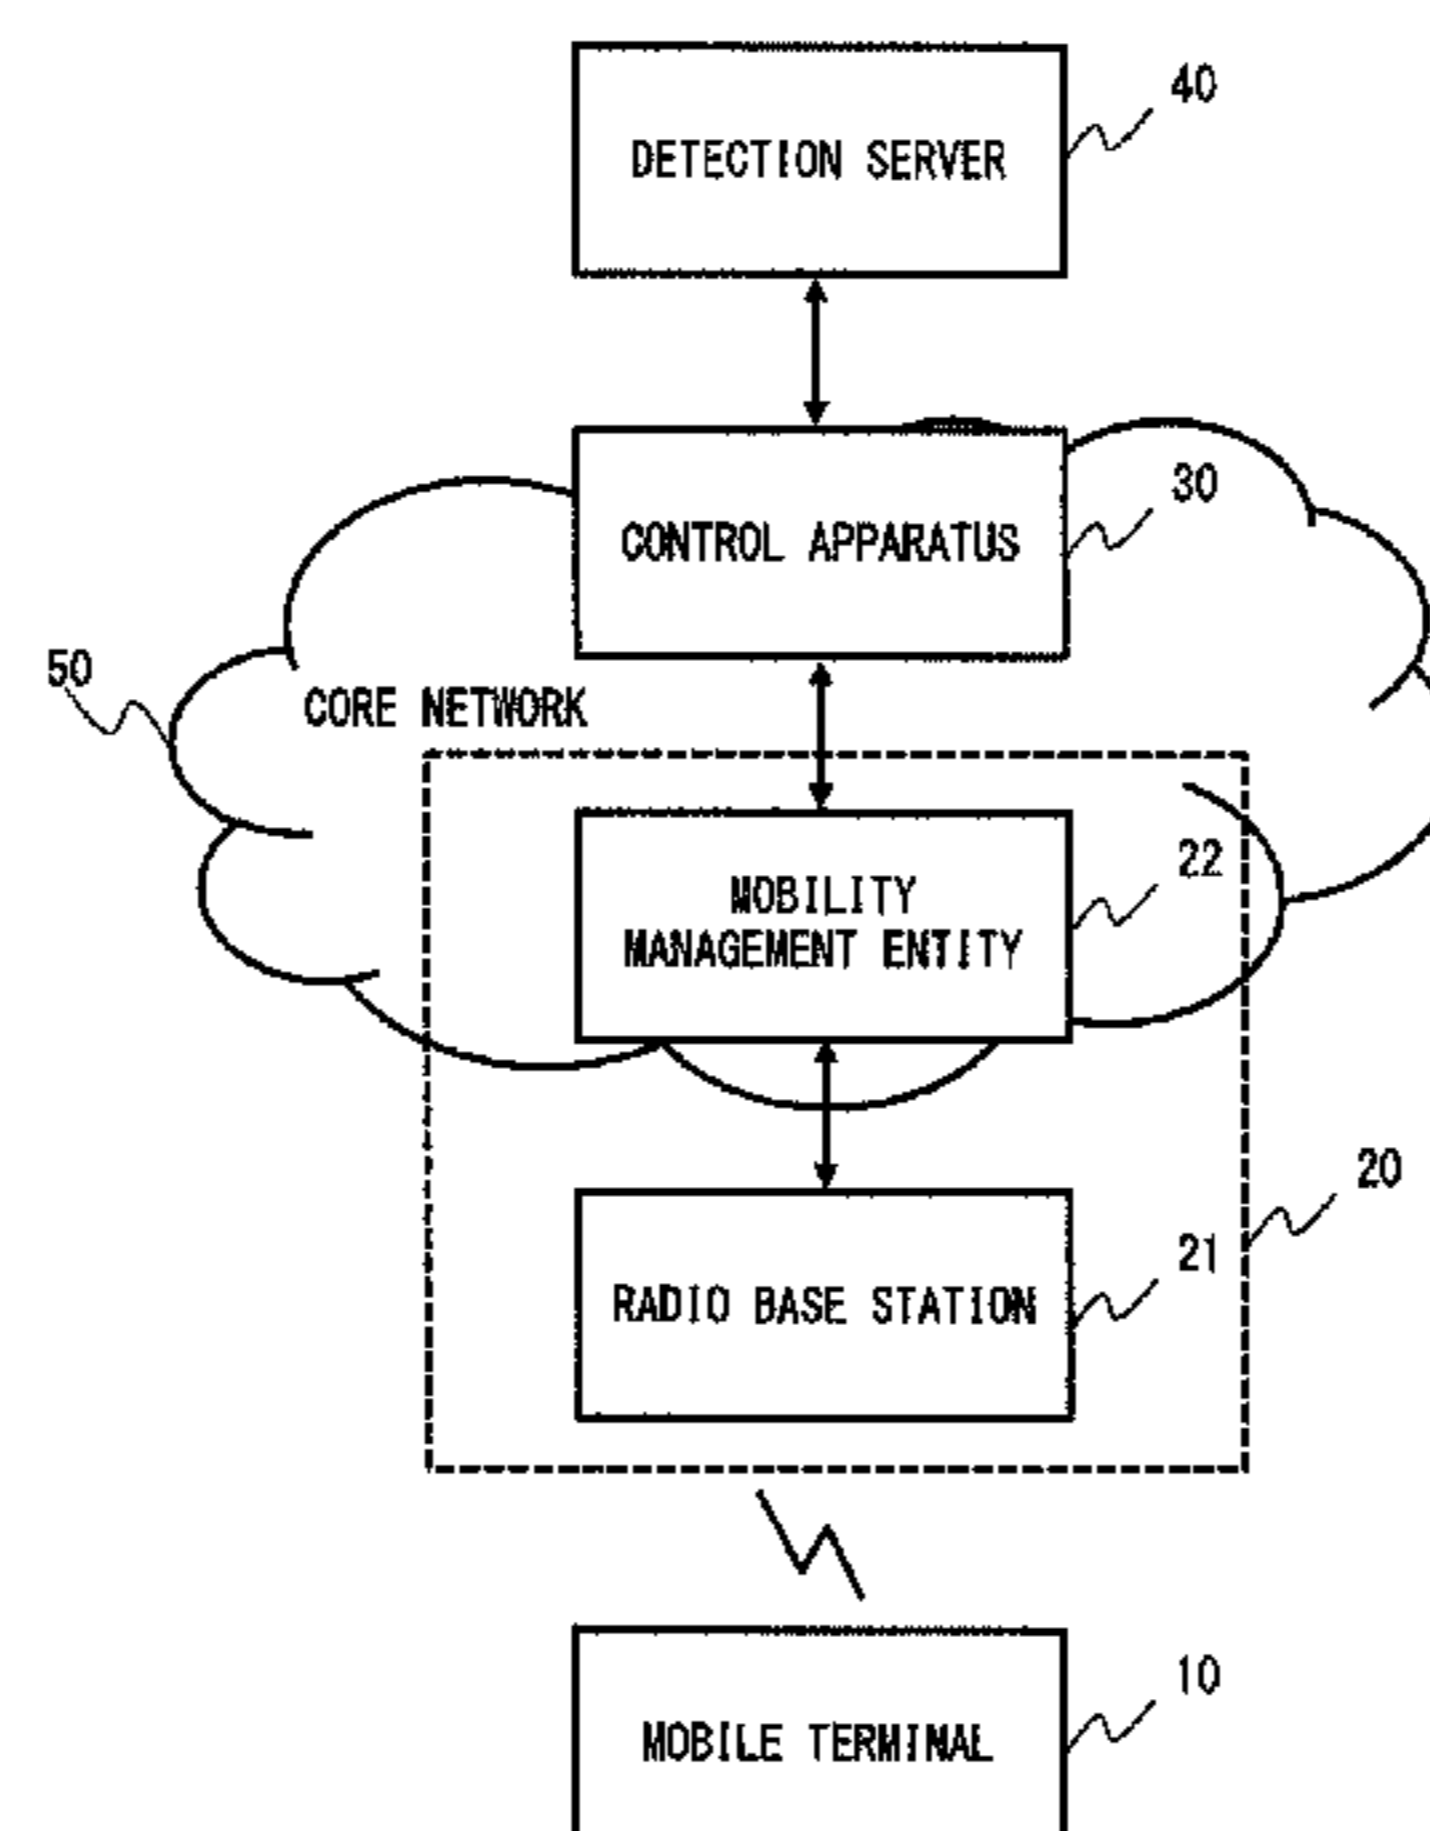 40
DETECTION SERVER
30
CONTROL APPARATUS
50
CORE NETWORK
22
MOBILITY
MANAGEMENT ENTITY
20
21
RADIO BASE STATION
10
MOBILE TERMINAL